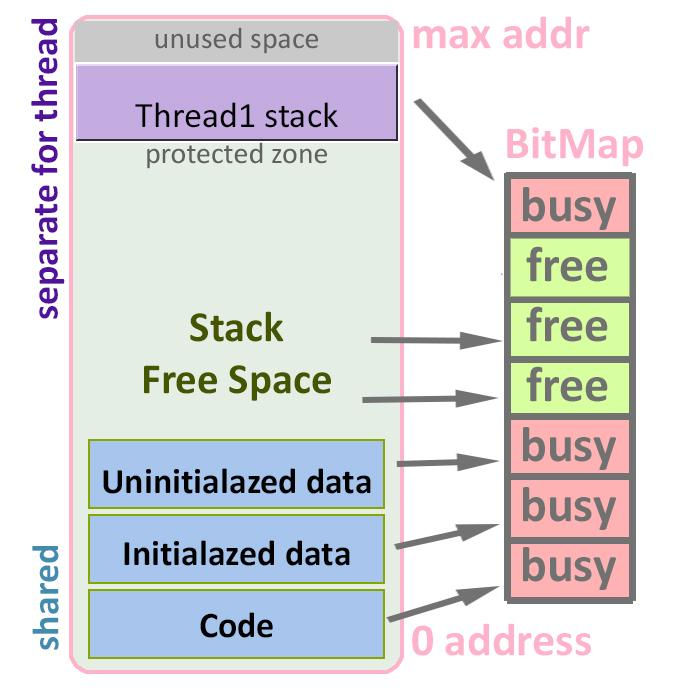 unused space
max addr
separate for thread
Thread1 stack
protected zone
BitMap
busy
free
Stack
free
Free Space
free
busy
Uninitialazed data
busy
Initialazed data
busy
shared
Code
0 address